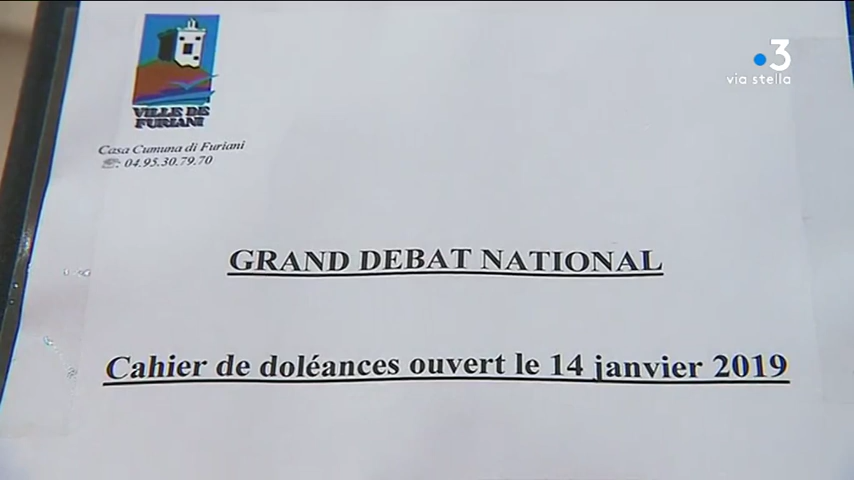 3
via stella
VILLE DE
FURIANI
Casa Cumuna di Furiani
☏: 04.95.30.79.70
GRAND DEBAT NATIONAL
Cahier de doléances ouvert le 14 janvier 2019